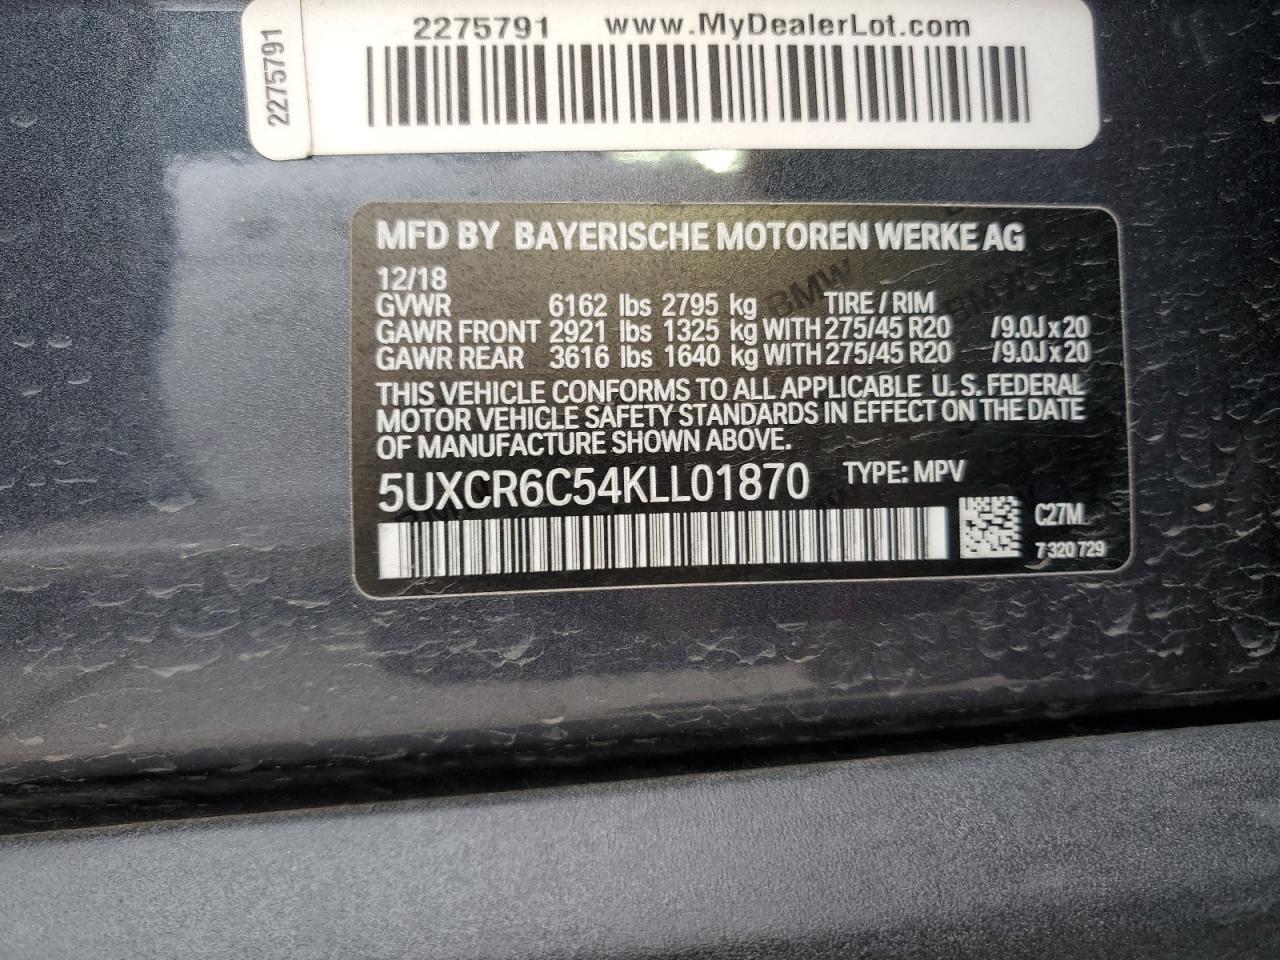 2275791 www.MyDealerLot.com
2275791
MFD BY BAYERISCHE MOTOREN WERKE AG
12/18
GVWR 6162 lbs 2795 kg TIRE / RIM
GAWR FRONT 2921 lbs 1325 kg WITH 275/45 R20 /9.0J x 20
GAWR REAR 3616 lbs 1640 kg WITH 275/45 R20 /9.0J x 20
THIS VEHICLE CONFORMS TO ALL APPLICABLE U. S. FEDERAL
MOTOR VEHICLE SAFETY STANDARDS IN EFFECT ON THE DATE
OF MANUFACTURE SHOWN ABOVE.
5UXCR6C54KLL01870 TYPE: MPV
C27M
7 320 729
BMW